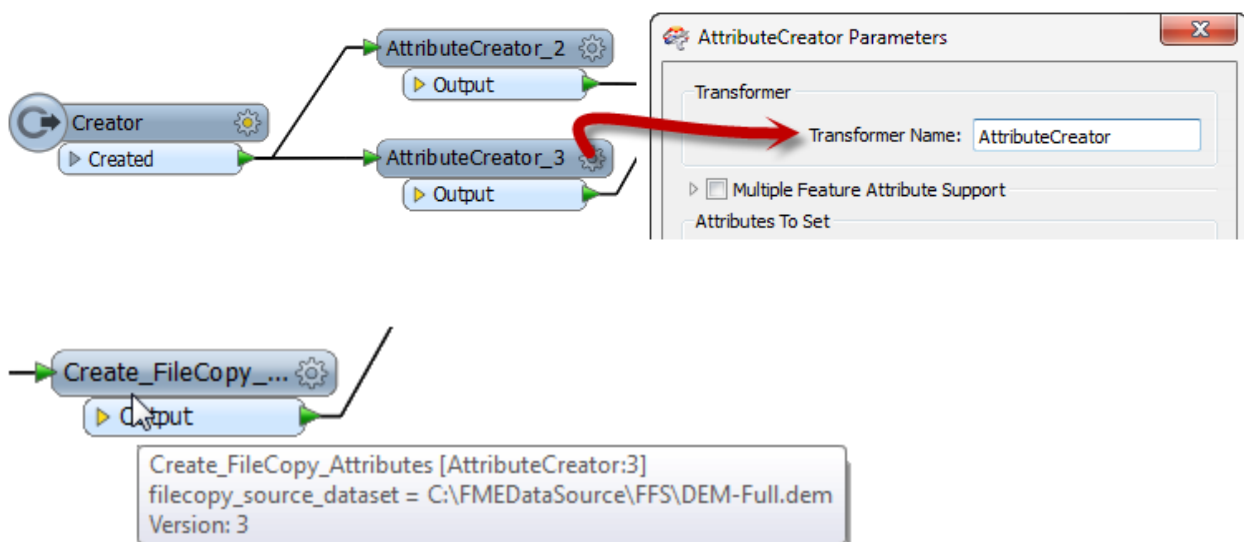 AttributeCreator_2
Output
Creator
Created
AttributeCreator_3
Output
AttributeCreator Parameters
Transformer
Transformer Name: AttributeCreator
Multiple Feature Attribute Support
Attributes To Set
Create_FileCopy_...
Output
Create_FileCopy_Attributes [AttributeCreator:3]
filecopy_source_dataset = C:\FMEDataSource\FFS\DEM-Full.dem
Version: 3